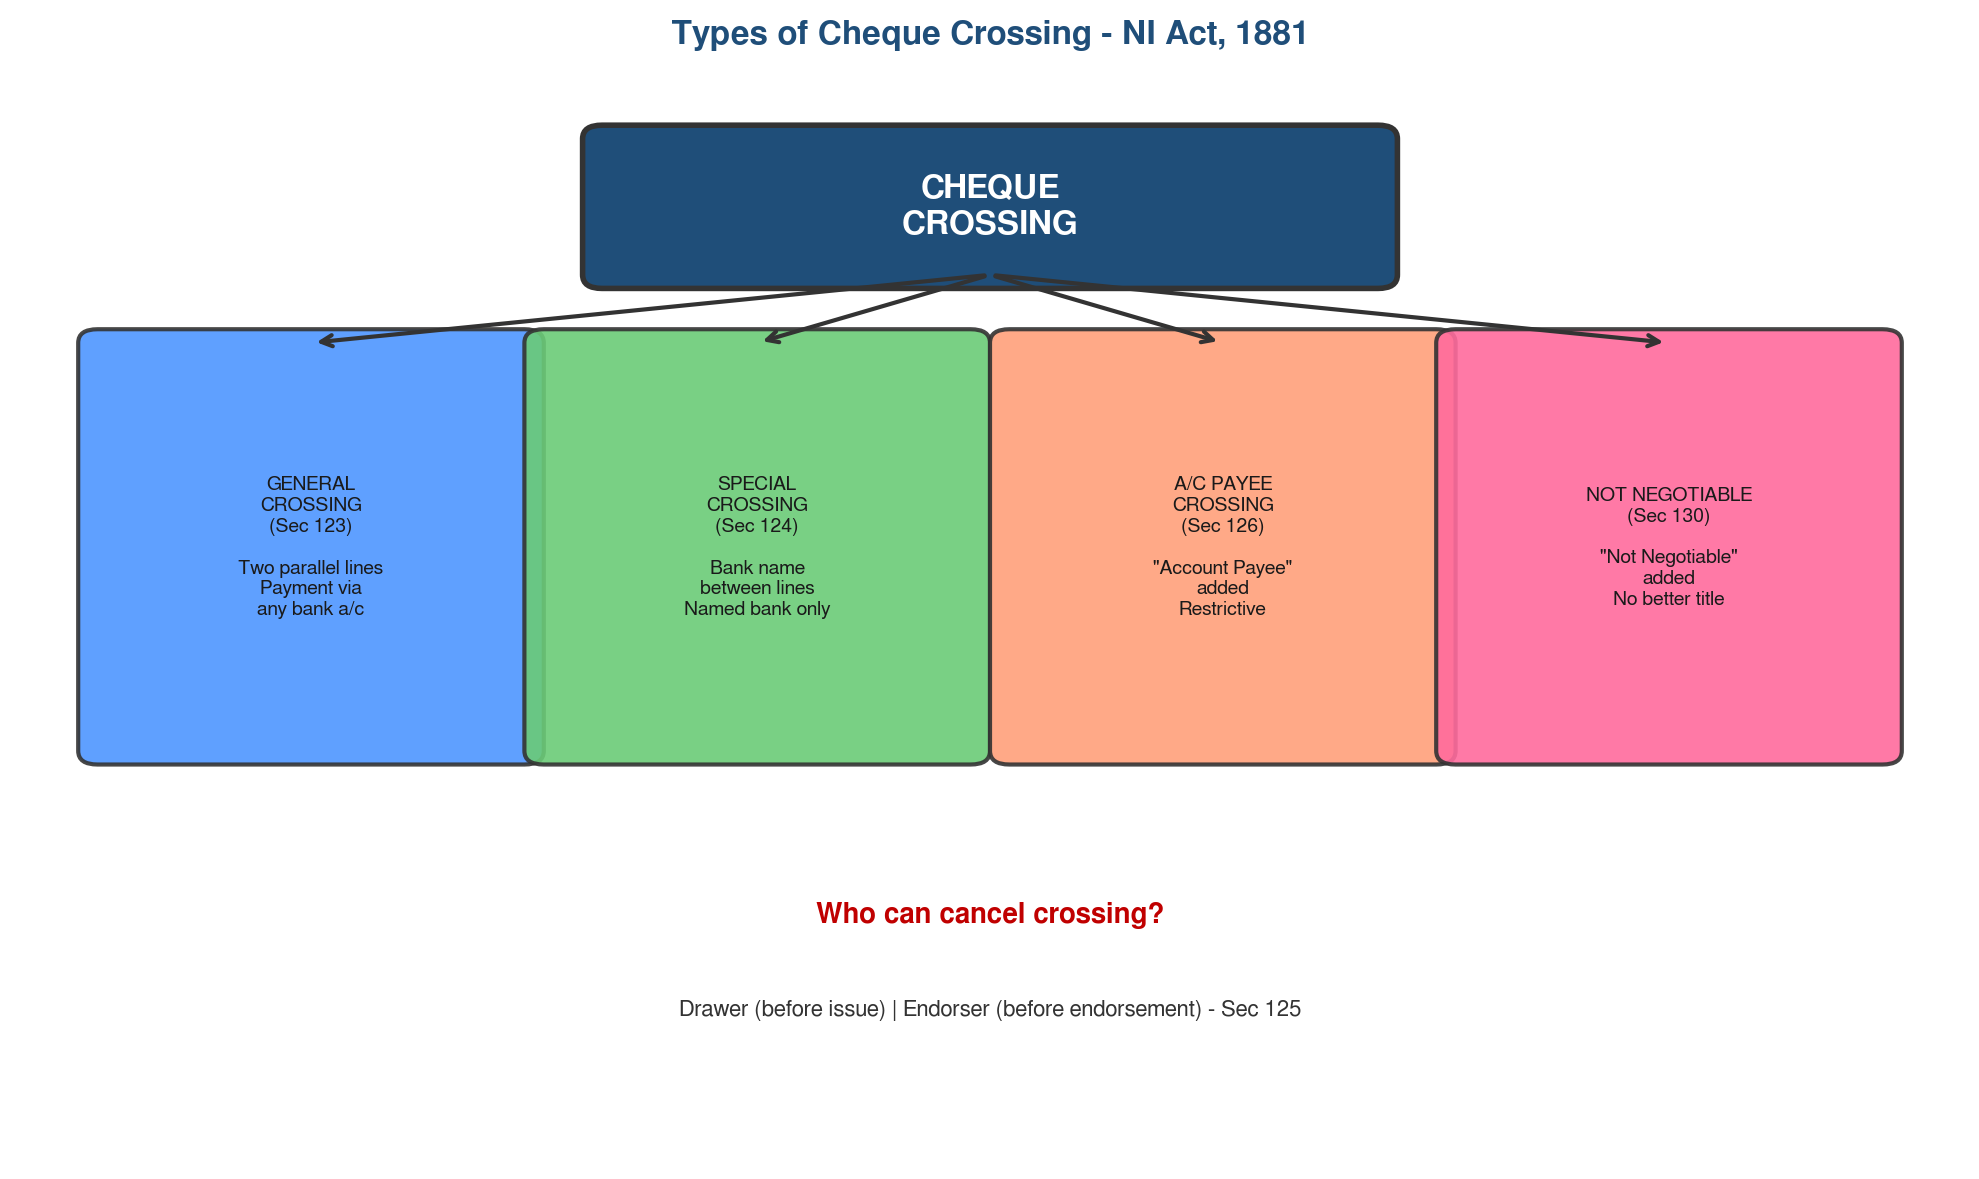 Types of Cheque Crossing - NI Act, 1881
CHEQUE
CROSSING
GENERAL
CROSSING
(Sec 123)
Two parallel lines
Payment via
any bank a/c
SPECIAL
CROSSING
(Sec 124)
Bank name
between lines
Named bank only
A/C PAYEE
CROSSING
(Sec 126)
"Account Payee"
added
Restrictive
NOT NEGOTIABLE
(Sec 130)
"Not Negotiable"
added
No better title
Who can cancel crossing?
Drawer (before issue) | Endorser (before endorsement) - Sec 125